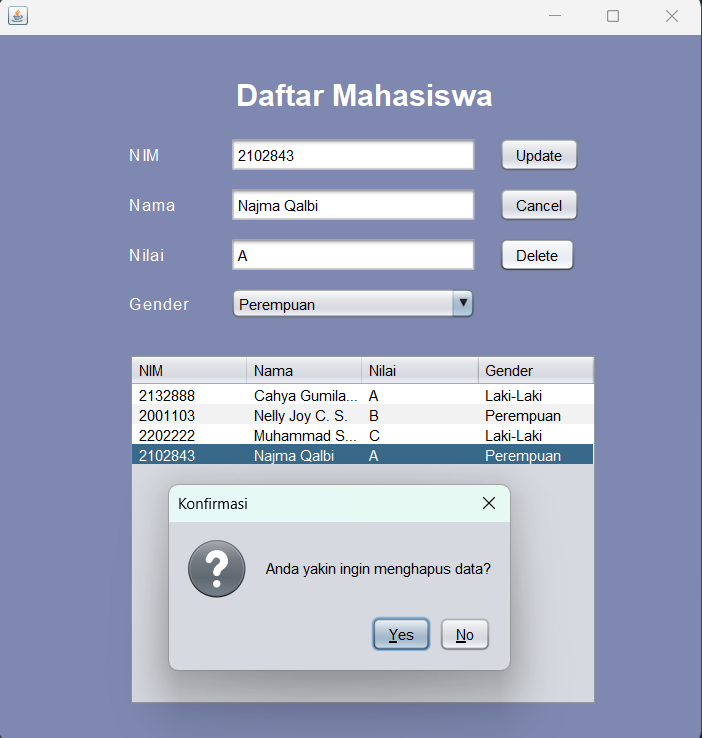 Daftar Mahasiswa
NIM 2102843 Update
Nama Najma Qalbi Cancel
Nilai A Delete
Gender Perempuan
NIM Nama Nilai Gender
2132888 Cahya Gumila... A Laki-Laki
2001103 Nelly Joy C. S. B Perempuan
2202222 Muhammad S... C Laki-Laki
2102843 Najma Qalbi A Perempuan
Konfirmasi
Anda yakin ingin menghapus data?
Yes No